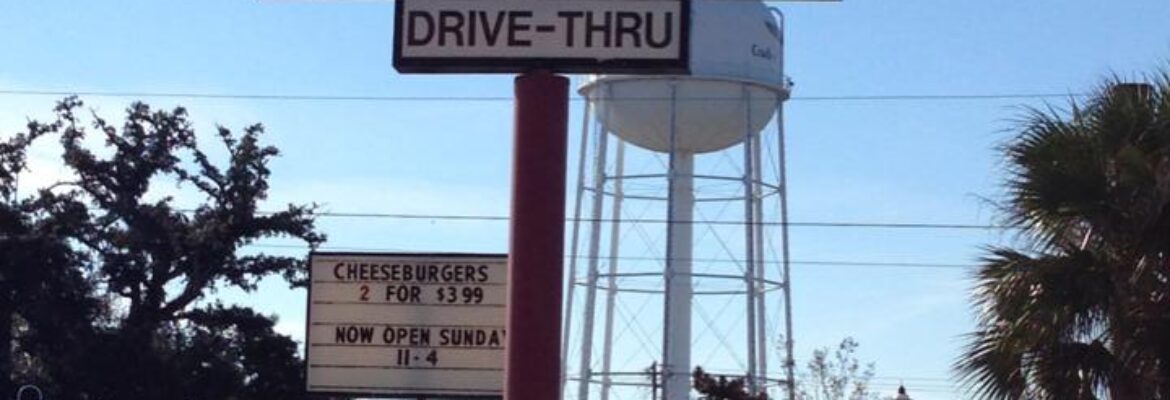 DRIVE-THRU
CHEESEBURGERS
2 FOR $3 99
NOW OPEN SUNDAY
11-4